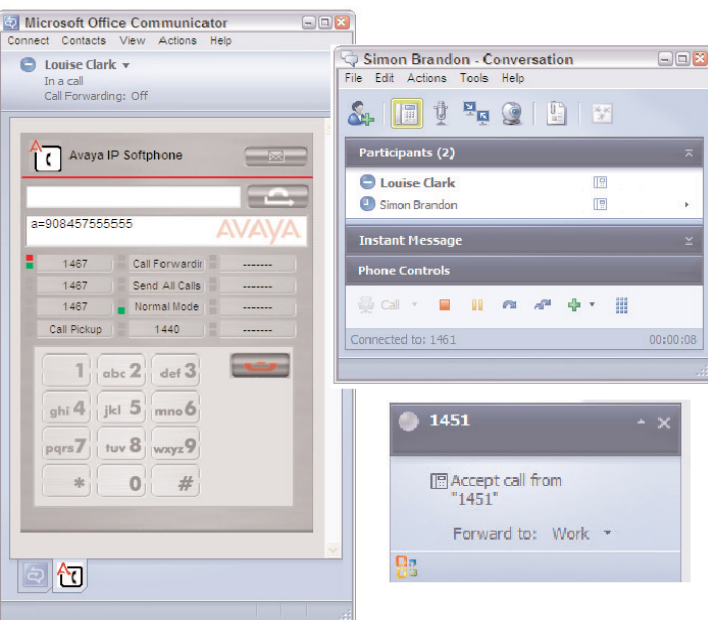 Microsoft Office Communicator
Connect Contacts View Actions Help
Louise Clark
In a call
Call Forwarding: Off
Avaya IP Softphone
a=908457555555
AVAYA
1467 Call Forwardir -------
1467 Send All Calls -------
1467 Normal Mode -------
Call Pickup 1440 -------
1 abc 2 def 3
ghi 4 jkl 5 mno 6
pqrs 7 tuv 8 wxyz 9
* 0 #
Simon Brandon - Conversation
File Edit Actions Tools Help
Participants (2)
Louise Clark
Simon Brandon
Instant Message
Phone Controls
Call
Connected to: 1461 00:00:08
1451
Accept call from
"1451"
Forward to: Work